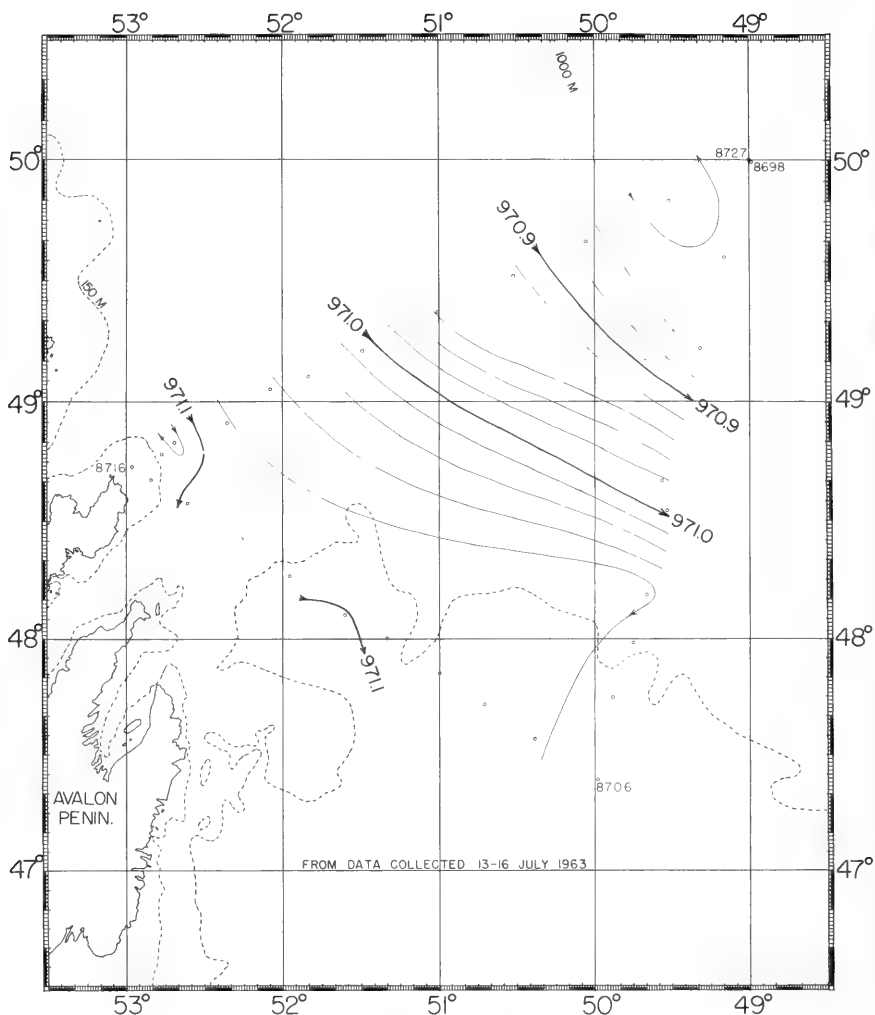 53° 52° 51° 50° 49°
1000 M
50° 50°
8727
8698
970.9
150 M
971.0
971.1
49° 49°
970.9
8716
971.0
48° 48°
971.1
8706
AVALON
PENIN.
FROM DATA COLLECTED 13-16 JULY 1963
47° 47°
53° 52° 51° 50° 49°